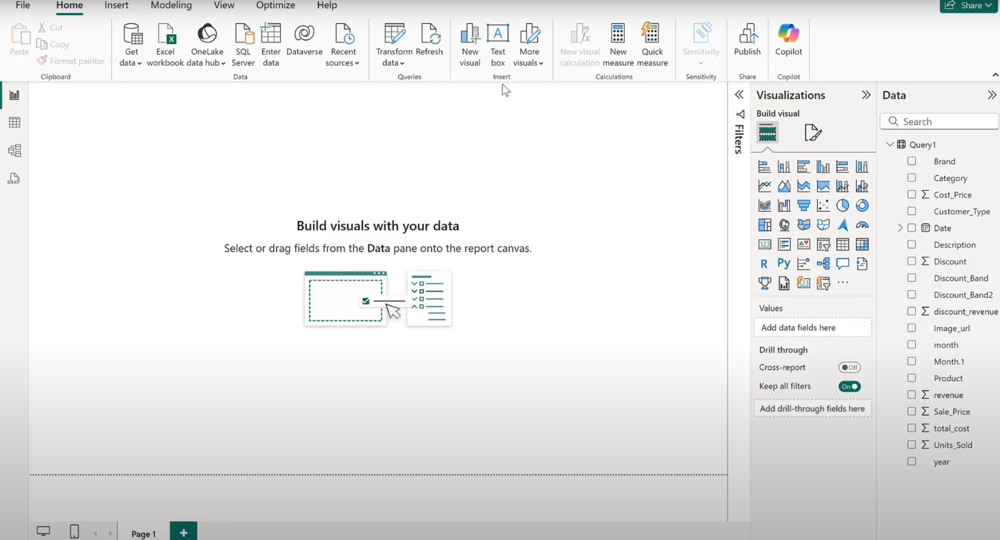 File Home Insert Modeling View Optimize Help Share
Paste
Cut
Copy
Format painter
Clipboard
Get data
Excel workbook
OneLake data hub
SQL Server
Enter data
Dataverse
Recent sources
Data
Transform data
Refresh
Queries
New visual
Text box
More visuals
Insert
New visual calculation
New measure
Quick measure
Calculations
Sensitivity
Sensitivity
Publish
Share
Copilot
Copilot
DAX
Build visuals with your data
Select or drag fields from the Data pane onto the report canvas.
Filters
Visualizations
Build visual
123
R Py
123
Values
Add data fields here
Drill through
Cross-report Off
Keep all filters On
Add drill-through fields here
Data
Search
Query1
Brand
Category
Σ Cost_Price
Customer_Type
Date
Description
Σ Discount
Discount_Band
Discount_Band2
Σ discount_revenue
Image_url
month
Month.1
Product
Σ revenue
Σ Sale_Price
Σ total_cost
Σ Units_Sold
year
Page 1 +